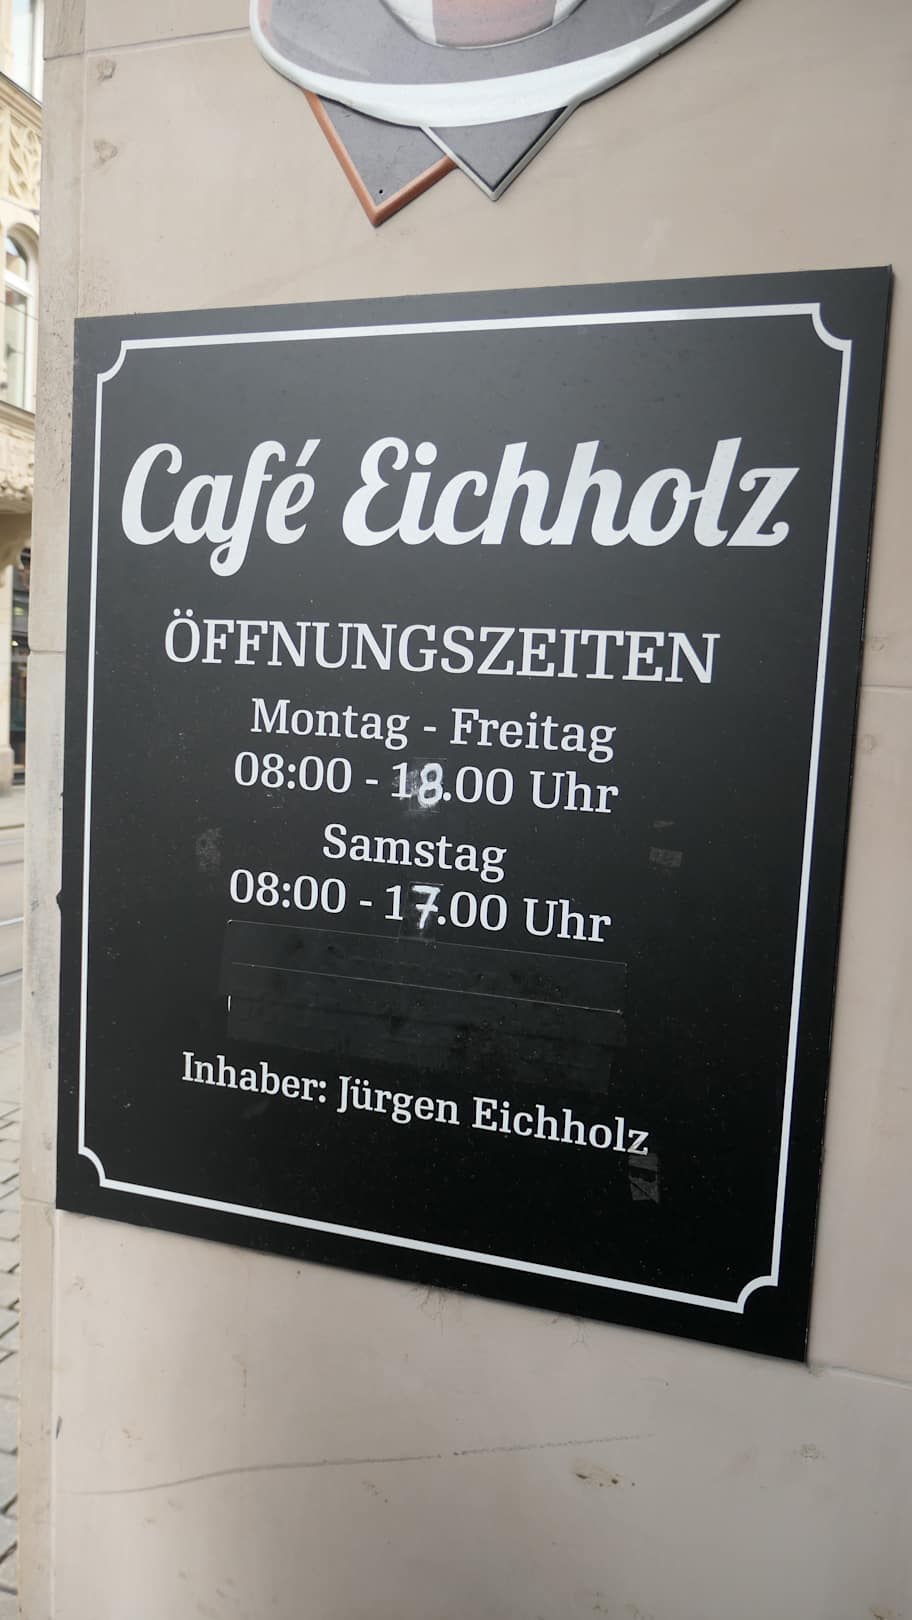 Café Eichholz
ÖFFNUNGSZEITEN
Montag - Freitag
08:00 - 18.00 Uhr
Samstag
08:00 - 17.00 Uhr
Inhaber: Jürgen Eichholz